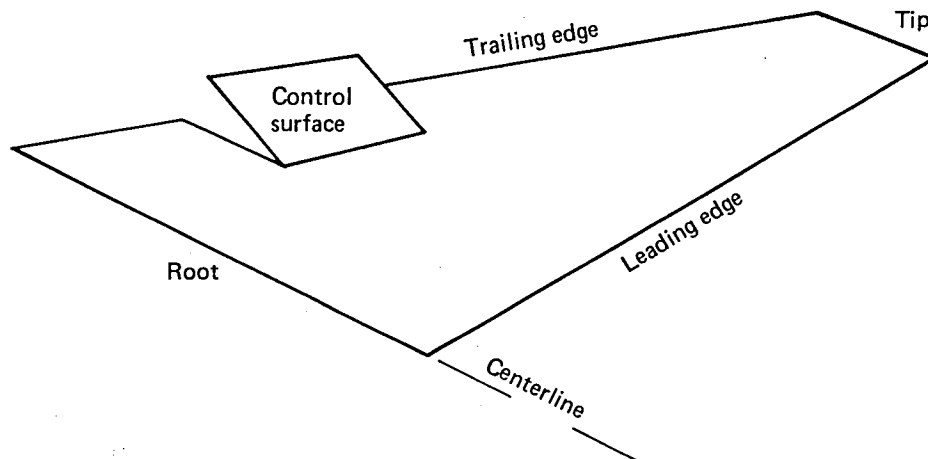 Tip
Trailing edge
Control
surface
Leading edge
Root
Centerline